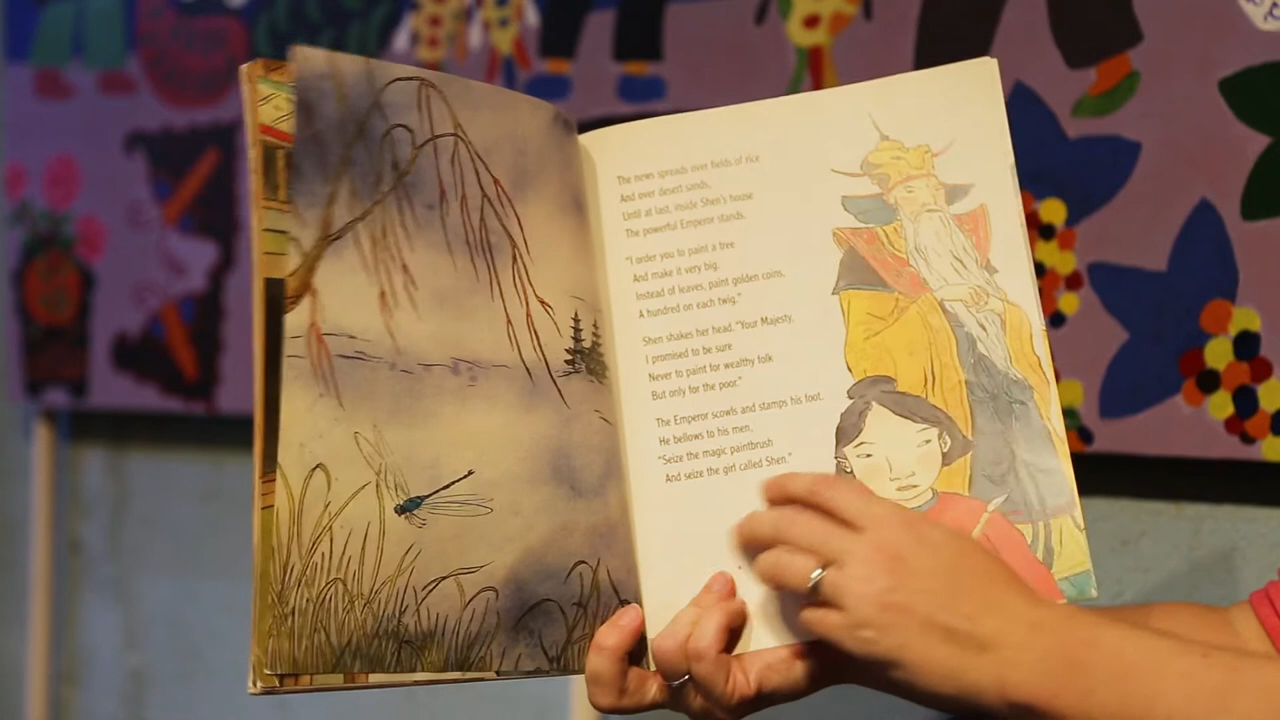 The news spreads over fields of rice
And over desert sands,
Until at last, inside Shen's house
The powerful Emperor stands.
"I order you to paint a tree
And make it very big.
Instead of leaves, paint golden coins,
A hundred on each twig."
Shen shakes her head. "Your Majesty,
I promised to be sure
Never to paint for wealthy folk
But only for the poor."
The Emperor scowls and stamps his foot.
He bellows to his men,
"Seize the magic paintbrush
And seize the girl called Shen."